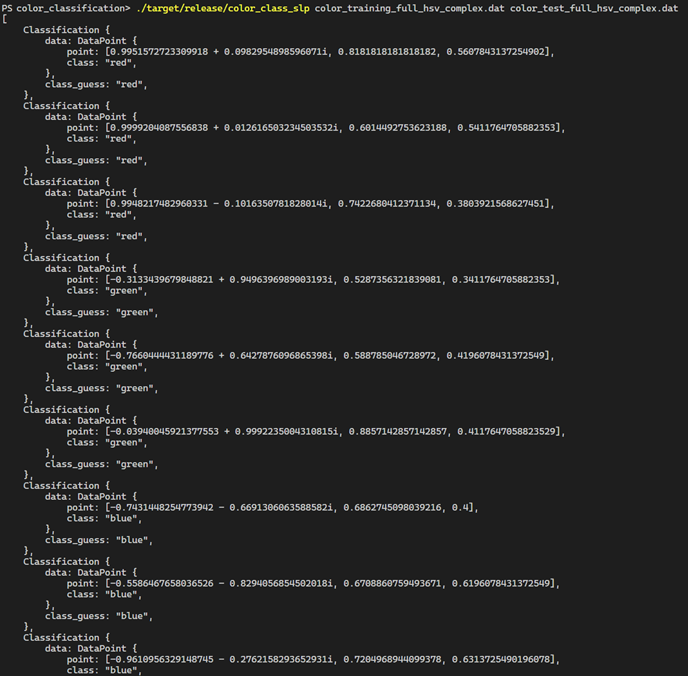 PS color_classification> ./target/release/color_class_slp color_training_full_hsv_complex.dat color_test_full_hsv_complex.dat
[
    Classification {
        data: DataPoint {
            point: [0.9951572723309918 + 0.0982954898596071i, 0.8181818181818182, 0.5607843137254902],
            class: "red",
        },
        class_guess: "red",
    },
    Classification {
        data: DataPoint {
            point: [0.9999204087556838 + 0.012616503234503532i, 0.6014492753623188, 0.5411764705882353],
            class: "red",
        },
        class_guess: "red",
    },
    Classification {
        data: DataPoint {
            point: [0.9948217482960331 - 0.1016350781828014i, 0.7422680412371134, 0.3803921568627451],
            class: "red",
        },
        class_guess: "red",
    },
    Classification {
        data: DataPoint {
            point: [-0.3133439679848821 + 0.9496396989003193i, 0.5287356321839081, 0.3411764705882353],
            class: "green",
        },
        class_guess: "green",
    },
    Classification {
        data: DataPoint {
            point: [-0.7660444431189776 + 0.6427876096865398i, 0.588785046728972, 0.4196078431372549],
            class: "green",
        },
        class_guess: "green",
    },
    Classification {
        data: DataPoint {
            point: [-0.03940045921377553 + 0.9992235004310815i, 0.8857142857142857, 0.4117647058823529],
            class: "green",
        },
        class_guess: "green",
    },
    Classification {
        data: DataPoint {
            point: [-0.7431448254773942 - 0.6691306063588582i, 0.6862745098039216, 0.4],
            class: "blue",
        },
        class_guess: "blue",
    },
    Classification {
        data: DataPoint {
            point: [-0.5586467658036526 - 0.8294056854502018i, 0.6708860759493671, 0.6196078431372549],
            class: "blue",
        },
        class_guess: "blue",
    },
    Classification {
        data: DataPoint {
            point: [-0.9610956329148745 - 0.2762158293652931i, 0.7204968944099378, 0.6313725490196078],
            class: "blue",